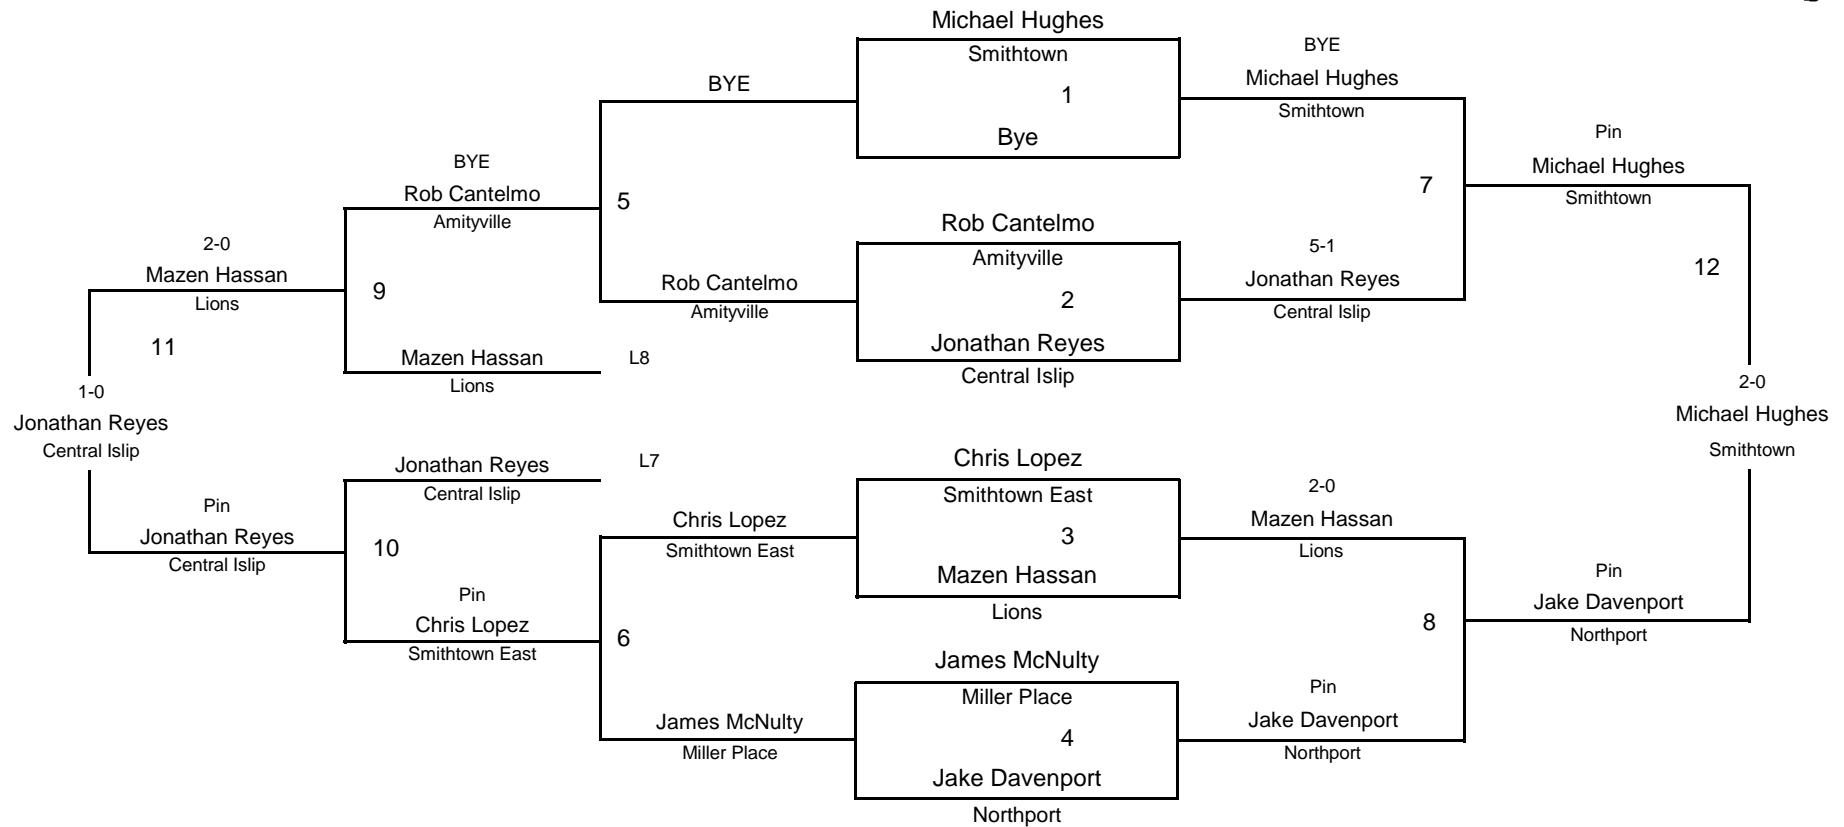 Michael Hughes
Smithtown
1
Bye
BYE
Michael Hughes
Smithtown
BYE
BYE
Rob Cantelmo
Amityville
5
Rob Cantelmo
Amityville
Rob Cantelmo
Amityville
2
Jonathan Reyes
Central Islip
5-1
Jonathan Reyes
Central Islip
7
Pin
Michael Hughes
Smithtown
12
2-0
Mazen Hassan
Lions
9
11
Mazen Hassan
Lions
L8
1-0
Jonathan Reyes
Central Islip
2-0
Michael Hughes
Smithtown
Jonathan Reyes
Central Islip
L7
Pin
Jonathan Reyes
Central Islip
10
Chris Lopez
Smithtown East
Chris Lopez
Smithtown East
3
Mazen Hassan
Lions
2-0
Mazen Hassan
Lions
Pin
Chris Lopez
Smithtown East
6
8
Pin
Jake Davenport
Northport
James McNulty
Miller Place
James McNulty
Miller Place
4
Jake Davenport
Northport
Pin
Jake Davenport
Northport